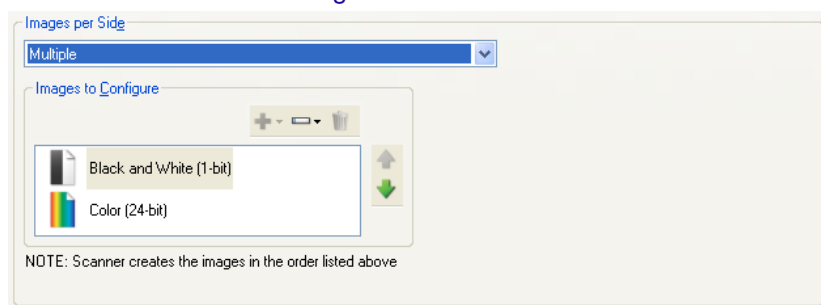 Images per Side
Multiple
Images to Configure
Black and White (1-bit)
Color (24-bit)
NOTE: Scanner creates the images in the order listed above